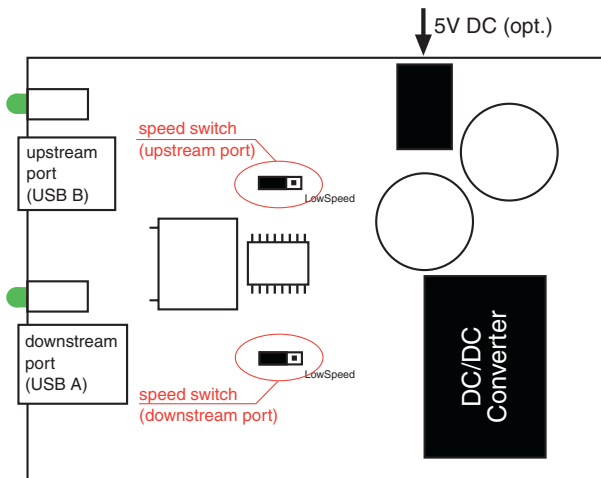 5V DC (opt.)
speed switch
(upstream port)
upstream
port
(USB B)
LowSpeed
downstream
port
(USB A)
LowSpeed
speed switch
(downstream port)
DC/DC
Converter